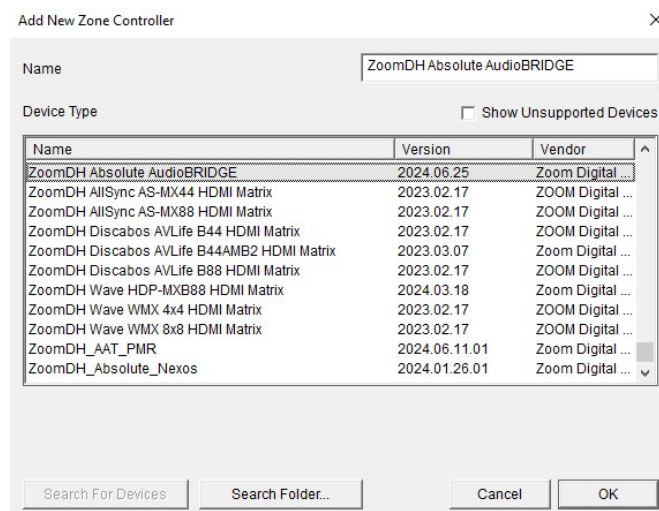 Add New Zone Controller
Name ZoomDH Absolute AudioBRIDGE
Device Type Show Unsupported Devices
Name Version Vendor
ZoomDH Absolute AudioBRIDGE 2024.06.25 Zoom Digital ...
ZoomDH AllSync AS-MX44 HDMI Matrix 2023.02.17 ZOOM Digital ...
ZoomDH AllSync AS-MX88 HDMI Matrix 2023.02.17 ZOOM Digital ...
ZoomDH Discabos AVLife B44 HDMI Matrix 2023.02.17 ZOOM Digital ...
ZoomDH Discabos AVLife B44AMB2 HDMI Matrix 2023.03.07 Zoom Digital ...
ZoomDH Discabos AVLife B88 HDMI Matrix 2023.02.17 ZOOM Digital ...
ZoomDH Wave HDP-MXB88 HDMI Matrix 2024.03.18 Zoom Digital ...
ZoomDH Wave WMX 4x4 HDMI Matrix 2023.02.17 ZOOM Digital ...
ZoomDH Wave WMX 8x8 HDMI Matrix 2023.02.17 ZOOM Digital ...
ZoomDH_AAT_PMR 2024.06.11.01 Zoom Digital ...
ZoomDH_Absolute_Nexos 2024.01.26.01 Zoom Digital ...
Search For Devices Search Folder... Cancel OK